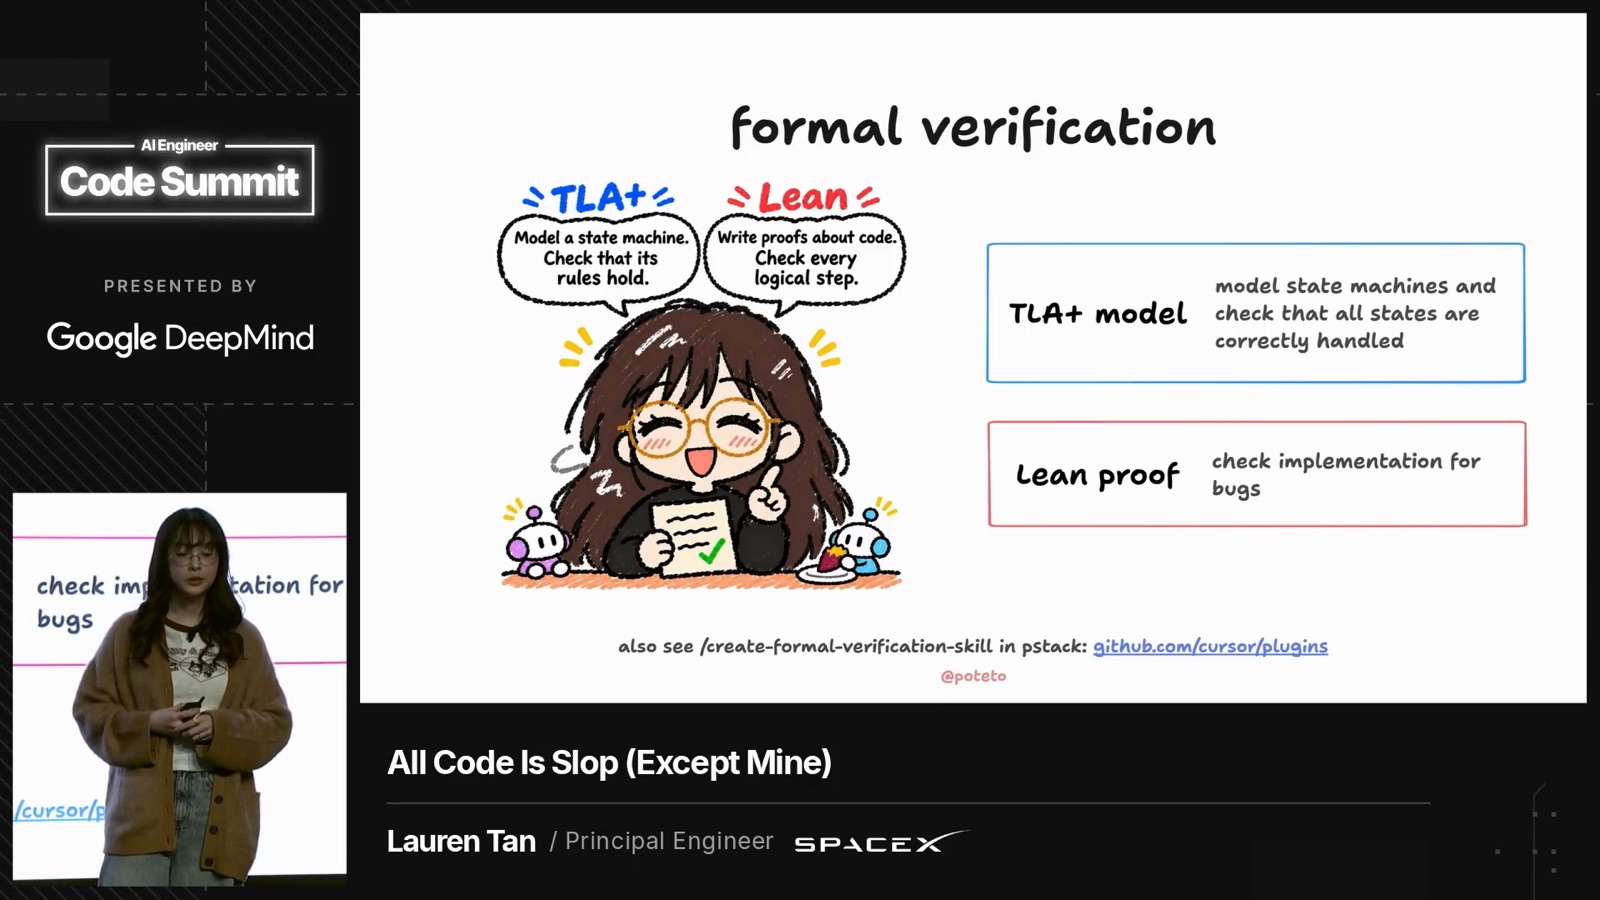 AI Engineer
Code Summit
PRESENTED BY
Google DeepMind
formal verification
TLA+
Lean
Model a state machine.
Check that its
rules hold.
Write proofs about code.
Check every
logical step.
TLA+ model
model state machines and
check that all states are
correctly handled
Lean proof
check implementation for
bugs
also see /create-formal-verification-skill in pstack: github.com/cursor/plugins
@poteto
check imp
tation for
bugs
/cursor/p
All Code Is Slop (Except Mine)
Lauren Tan / Principal Engineer SPACEX